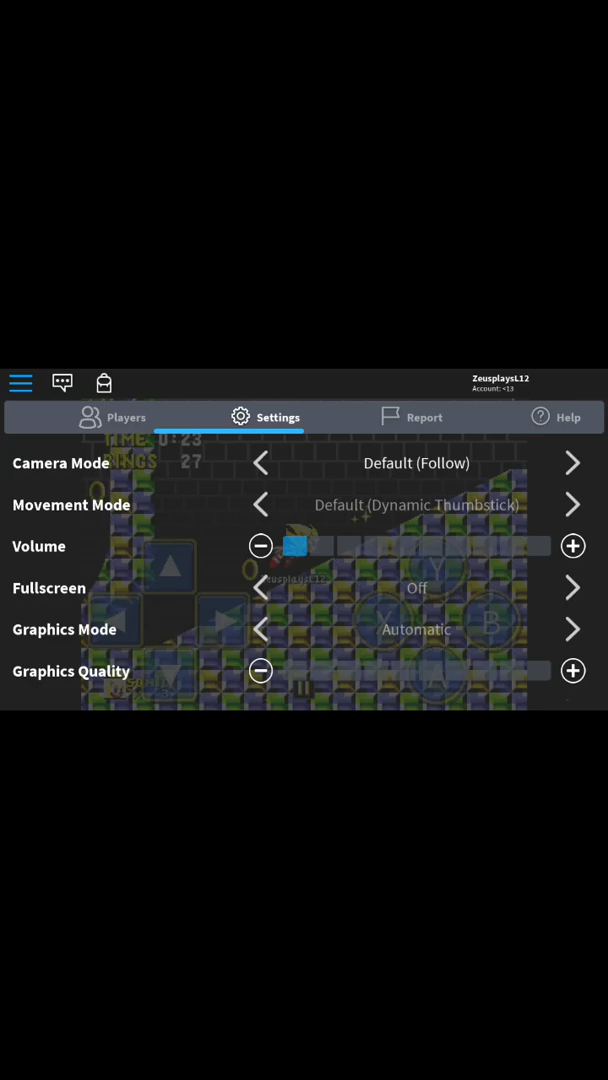 ZeusplaysL12
Account: <13
Players
Settings
Report
Help
TIME 0:23
RINGS 27
Camera Mode
Default (Follow)
Movement Mode
Default (Dynamic Thumbstick)
Volume
Y
ZeusplaysL12
Fullscreen
Off
X
B
Graphics Mode
Automatic
Graphics Quality
A